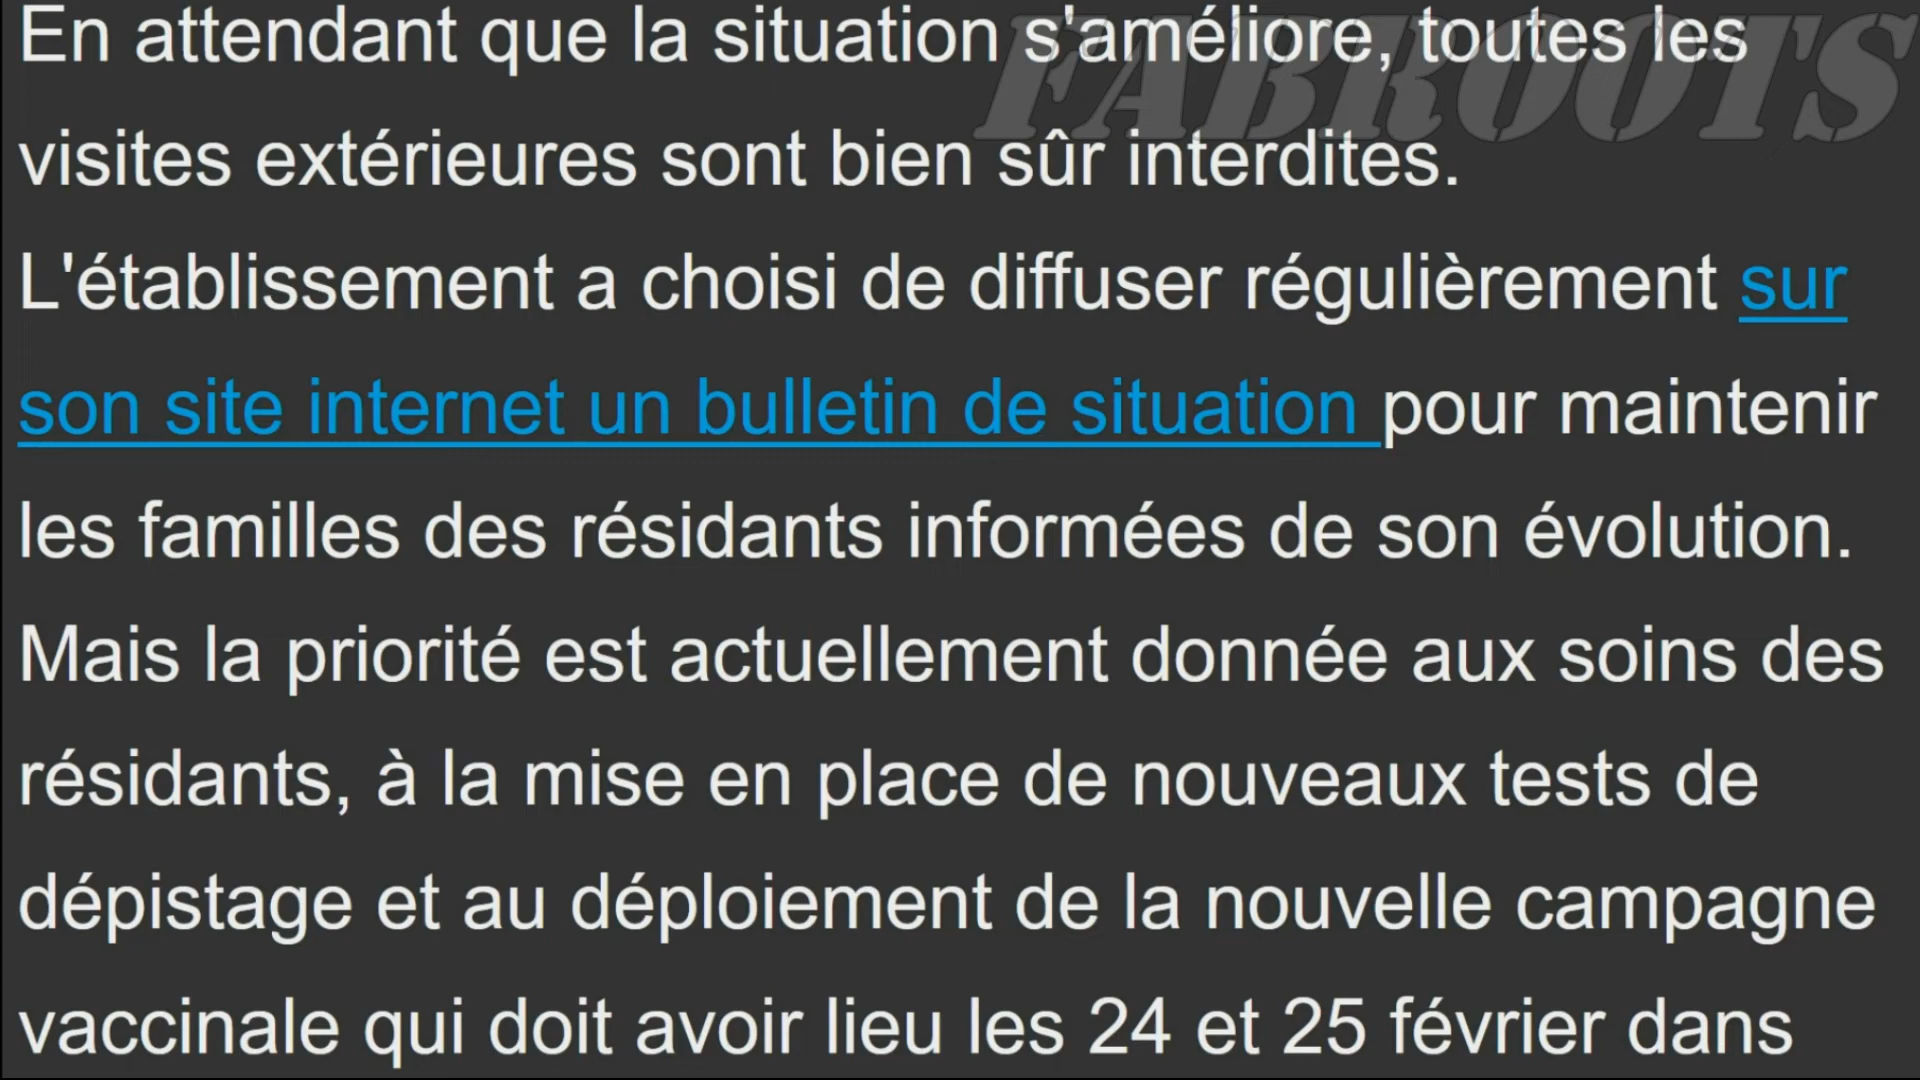 En attendant que la situation s'améliore, toutes les
FABROOTS
visites extérieures sont bien sûr interdites.
L'établissement a choisi de diffuser régulièrement sur
son site internet un bulletin de situation pour maintenir
les familles des résidants informées de son évolution.
Mais la priorité est actuellement donnée aux soins des
résidants, à la mise en place de nouveaux tests de
dépistage et au déploiement de la nouvelle campagne
vaccinale qui doit avoir lieu les 24 et 25 février dans